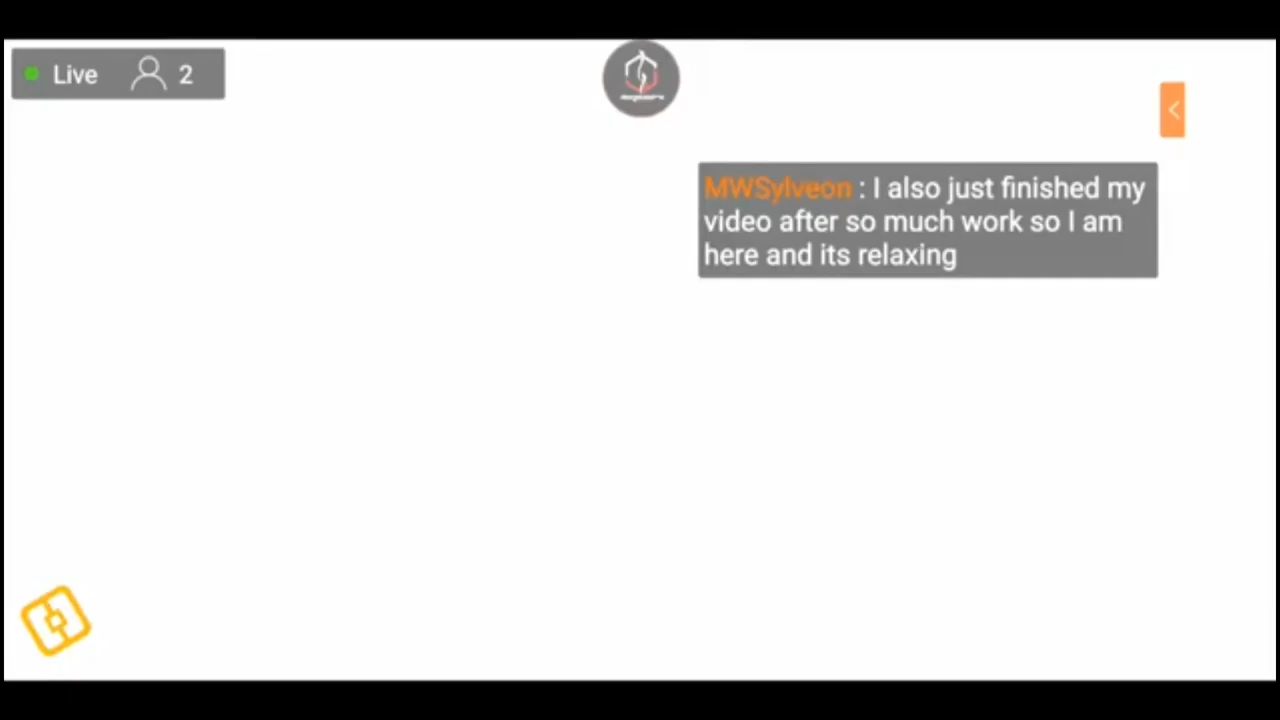 Live 2
MWSylveon : I also just finished my
video after so much work so I am
here and its relaxing